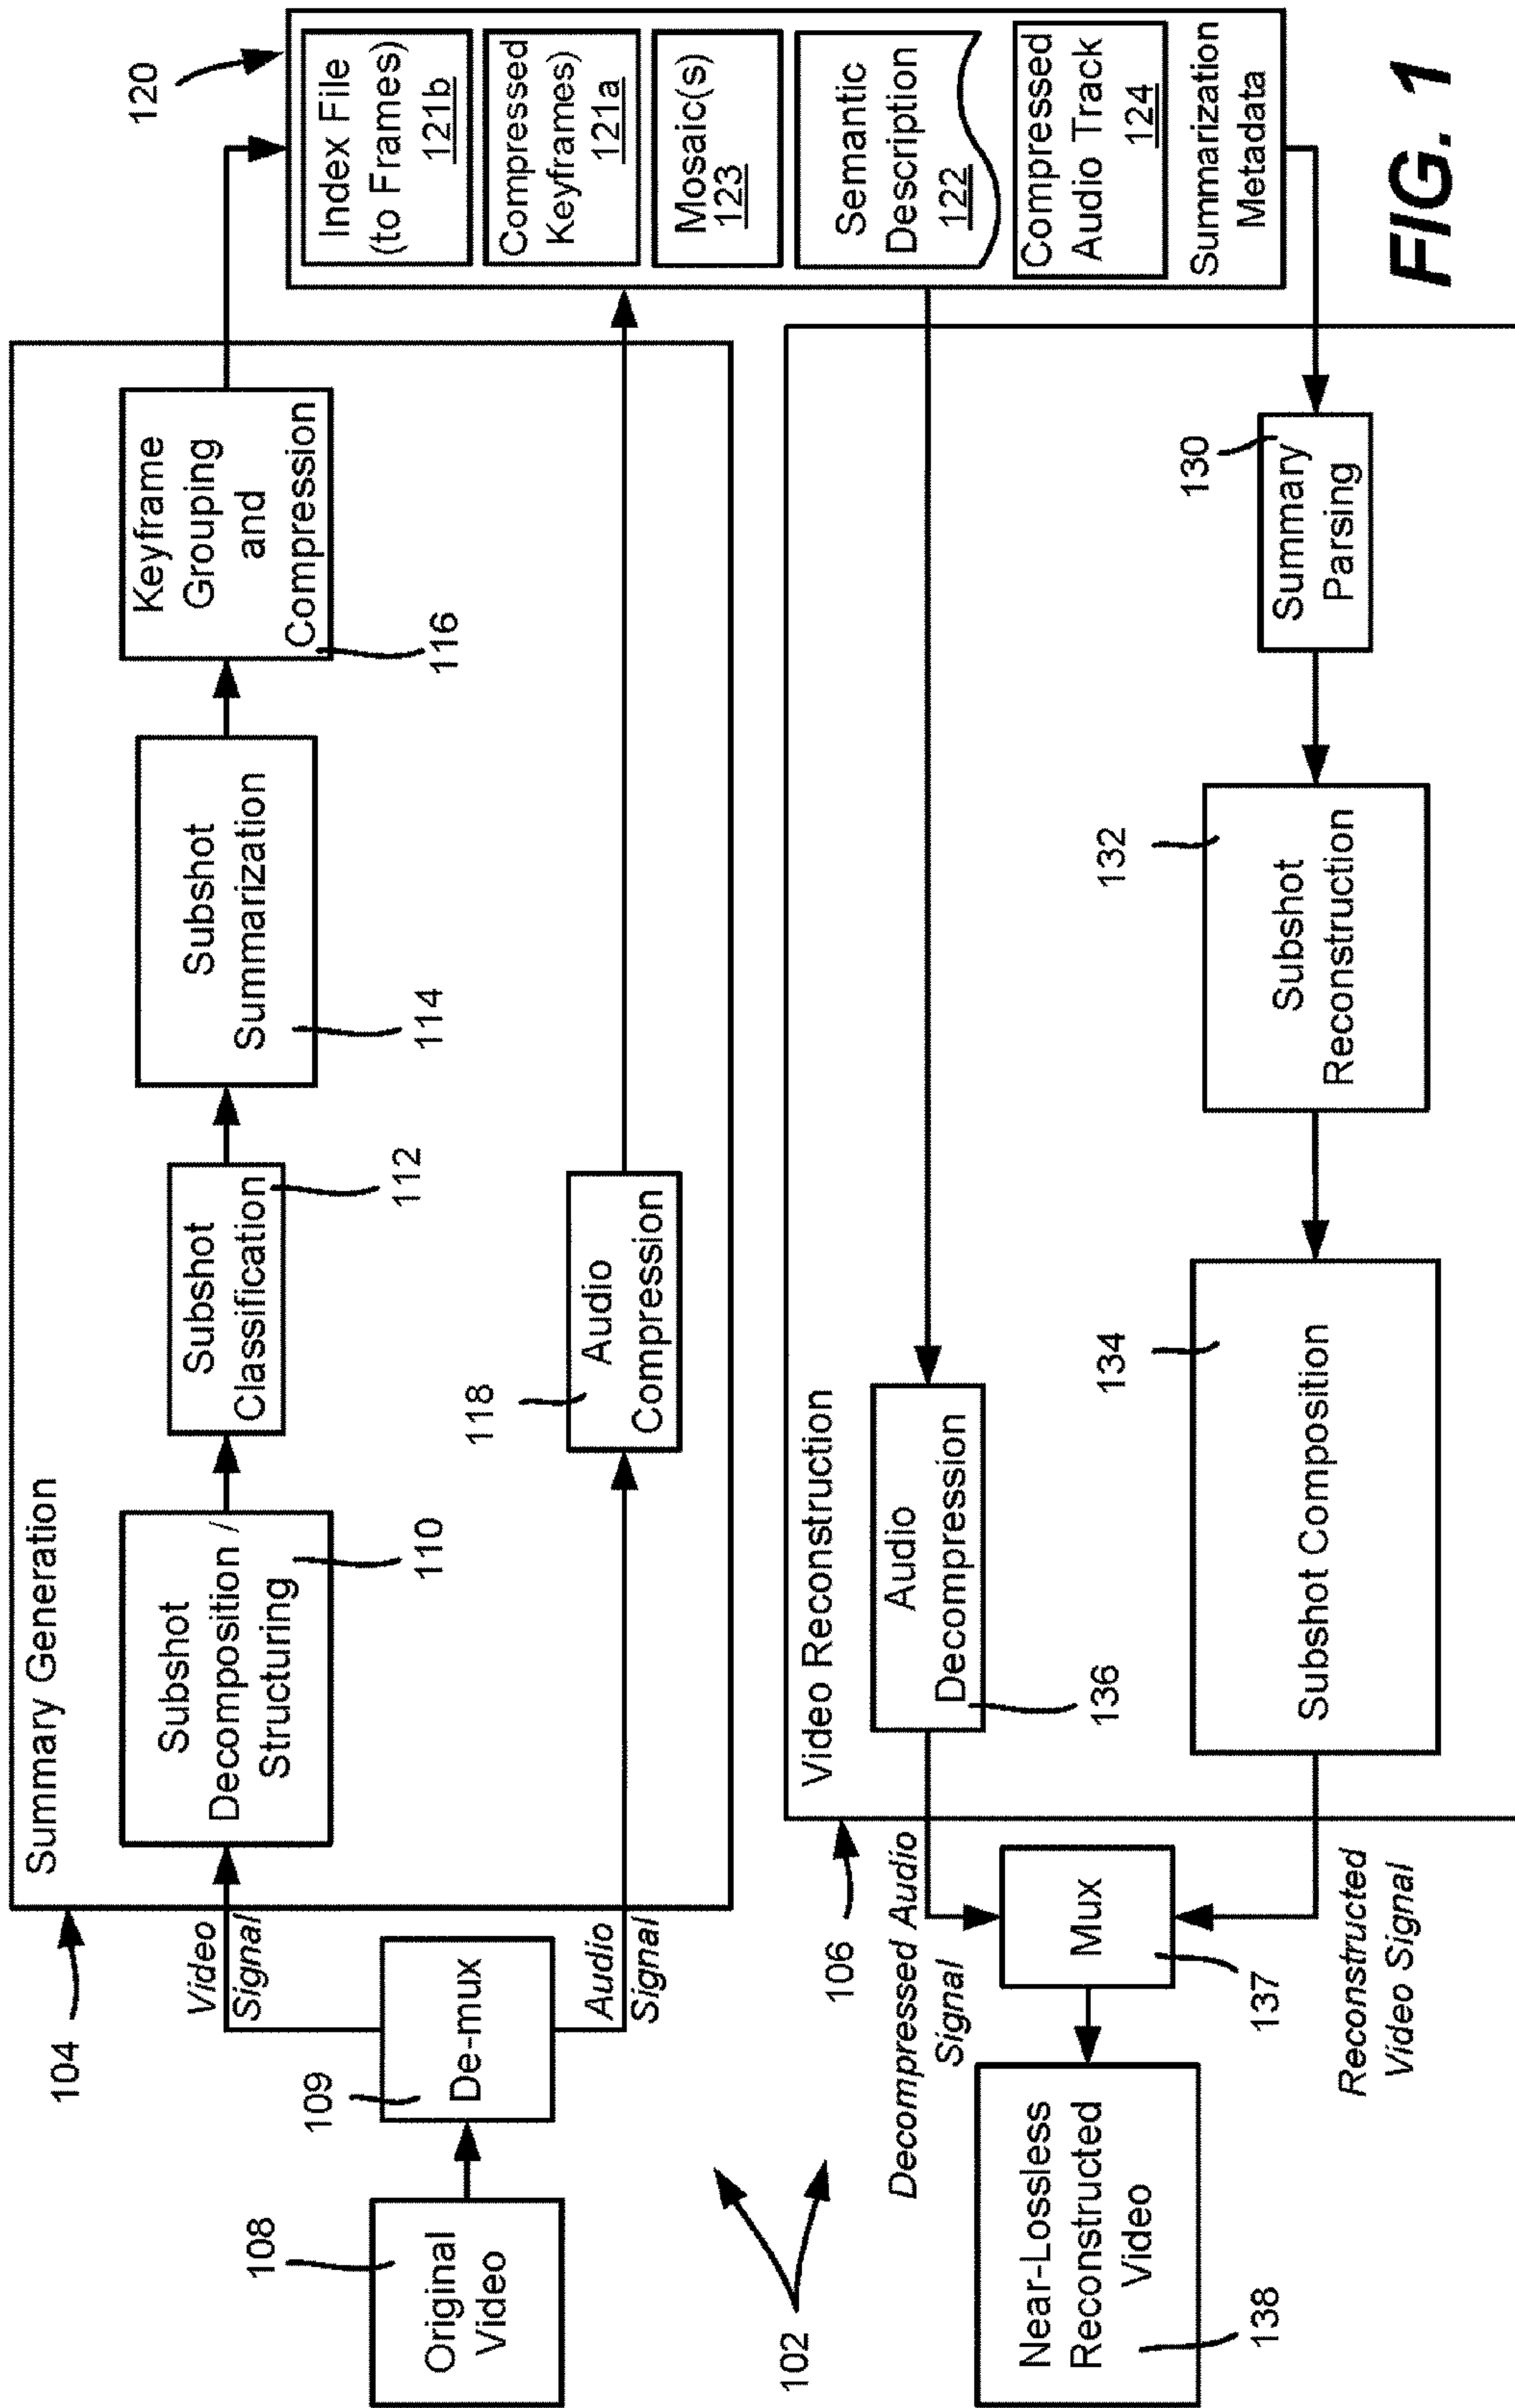 Summary Generation
104
Original
Video
108
De-mux
109
Video
Signal
Audio
Signal
Subshot
Decomposition /
Structuring
110
Subshot
Classification
112
Subshot
Summarization
114
Keyframe
Grouping
and
Compression
116
Audio
Compression
118
120
Index File
(to Frames)
121b
Compressed
Keyframes)
121a
Mosaic(s)
123
Semantic
Description
122
Compressed
Audio Track
124
Summarization
Metadata
102
Video Reconstruction
106
Audio
Decompression
136
Summary
Parsing
130
Subshot
Reconstruction
132
Subshot Composition
134
Decompressed Audio
Signal
Reconstructed
Video Signal
Mux
137
Near-Lossless
Reconstructed
Video
138
FIG. 1